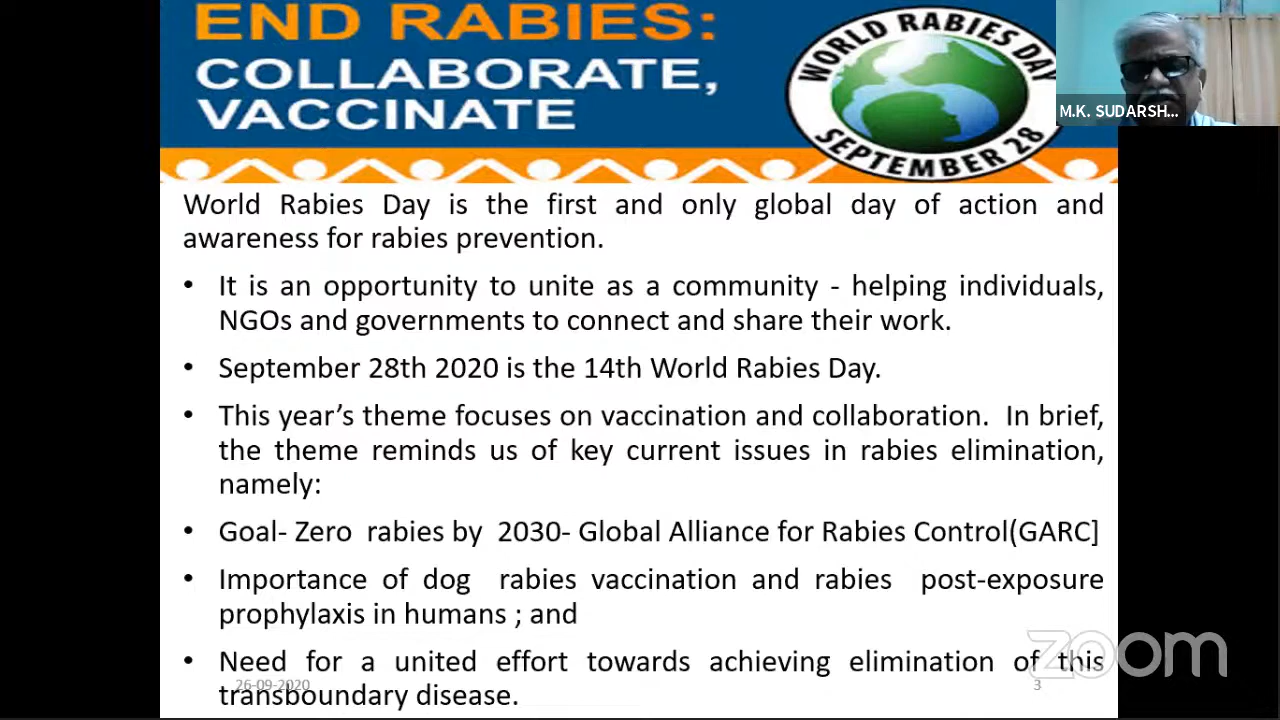 END RABIES:
COLLABORATE,
VACCINATE
WORLD RABIES DAY
SEPTEMBER 28
M.K. SUDARSH...
World Rabies Day is the first and only global day of action and
awareness for rabies prevention.
• It is an opportunity to unite as a community - helping individuals,
NGOs and governments to connect and share their work.
• September 28th 2020 is the 14th World Rabies Day.
• This year’s theme focuses on vaccination and collaboration. In brief,
the theme reminds us of key current issues in rabies elimination,
namely:
• Goal- Zero rabies by 2030- Global Alliance for Rabies Control(GARC]
• Importance of dog rabies vaccination and rabies post-exposure
prophylaxis in humans ; and
• Need for a united effort towards achieving elimination of this
transboundary disease.
26-09-2020
3
zoom